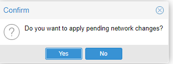 Confirm
Do you want to apply pending network changes?
Yes
No